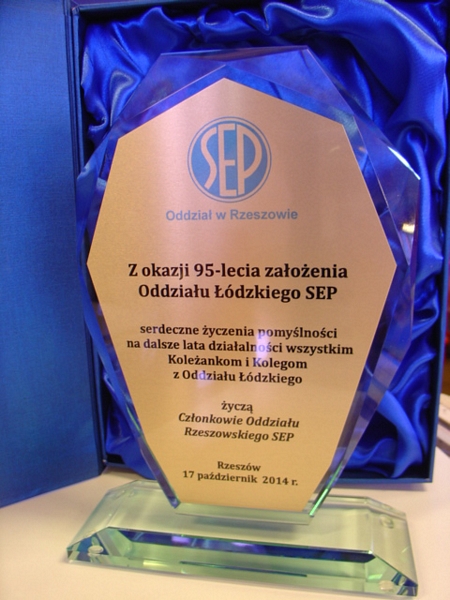 SEP
Oddział w Rzeszowie
Z okazji 95-lecia założenia
Oddziału Łódzkiego SEP
serdeczne życzenia pomyślności
na dalsze lata działalności wszystkim
Koleżankom i Kolegom
z Oddziału Łódzkiego
życzą
Członkowie Oddziału
Rzeszowskiego SEP
Rzeszów
17 październik 2014 r.